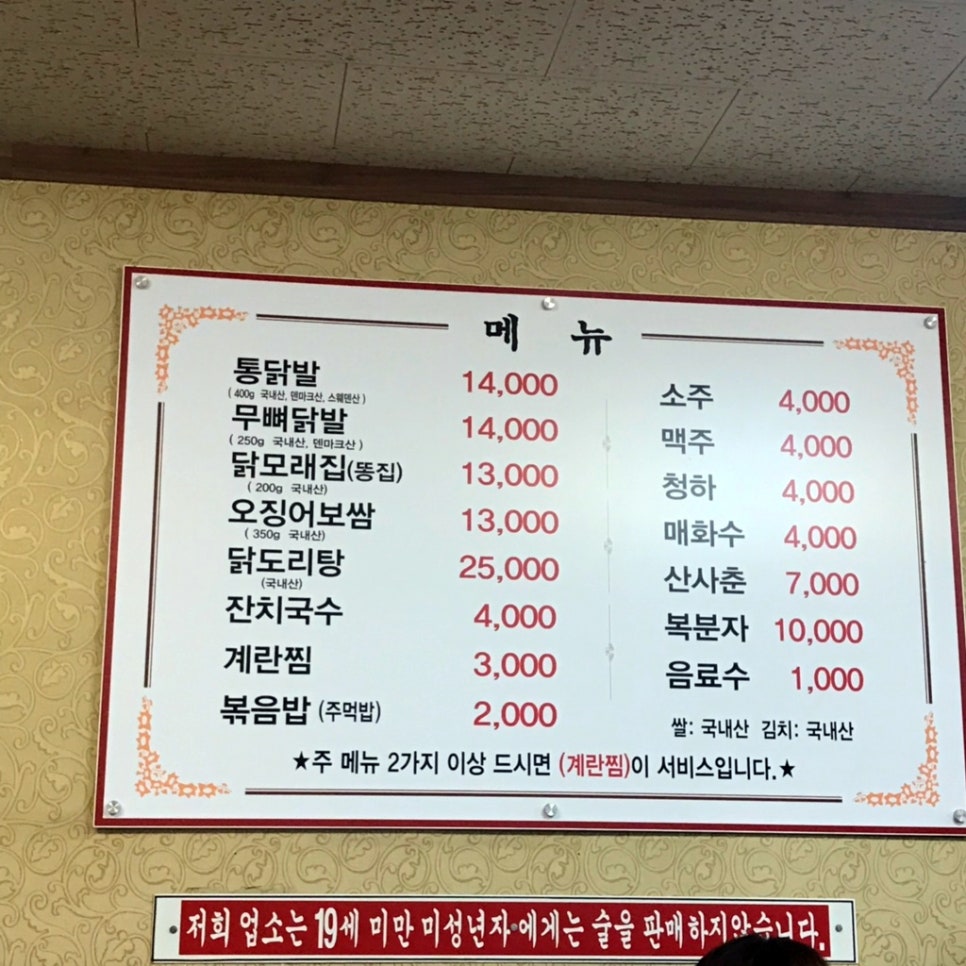 메 뉴
통닭발 14,000
( 400g 국내산, 덴마크산, 스웨덴산 )
무뼈닭발 14,000
( 250g 국내산, 덴마크산 )
닭모래집(똥집) 13,000
( 200g 국내산)
오징어보쌈 13,000
( 350g 국내산)
닭도리탕 25,000
(국내산)
잔치국수 4,000
계란찜 3,000
볶음밥 (주먹밥) 2,000
소주 4,000
맥주 4,000
청하 4,000
매화수 4,000
산사춘 7,000
복분자 10,000
음료수 1,000
쌀: 국내산 김치: 국내산
★주 메뉴 2가지 이상 드시면 (계란찜)이 서비스입니다.★
저희 업소는 19세 미만 미성년자에게는 술을 판매하지않습니다.